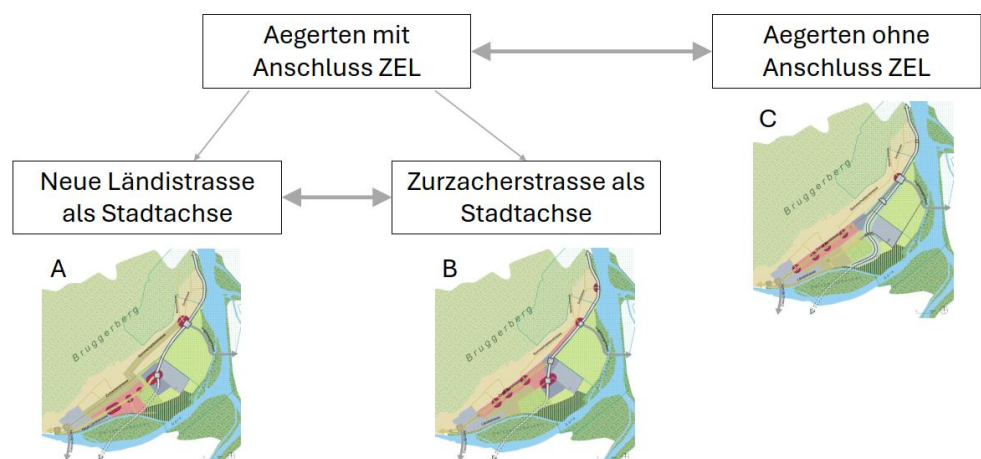 Aegerten mit
Anschluss ZEL
Aegerten ohne
Anschluss ZEL
Neue Ländistrasse
als Stadtachse
Zurzacherstrasse als
Stadtachse
C
Bruggerberg
A
Bruggerberg
B
Bruggerberg